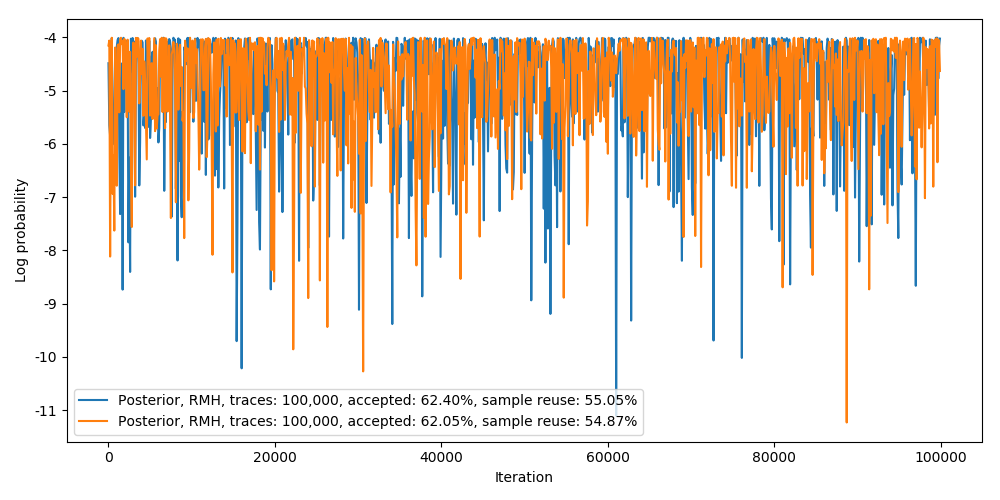 -4
-5
-6
-7
-8
-9
-10
-11
Log probability
Posterior, RMH, traces: 100,000, accepted: 62.40%, sample reuse: 55.05%
Posterior, RMH, traces: 100,000, accepted: 62.05%, sample reuse: 54.87%
0 20000 40000 60000 80000 100000
Iteration